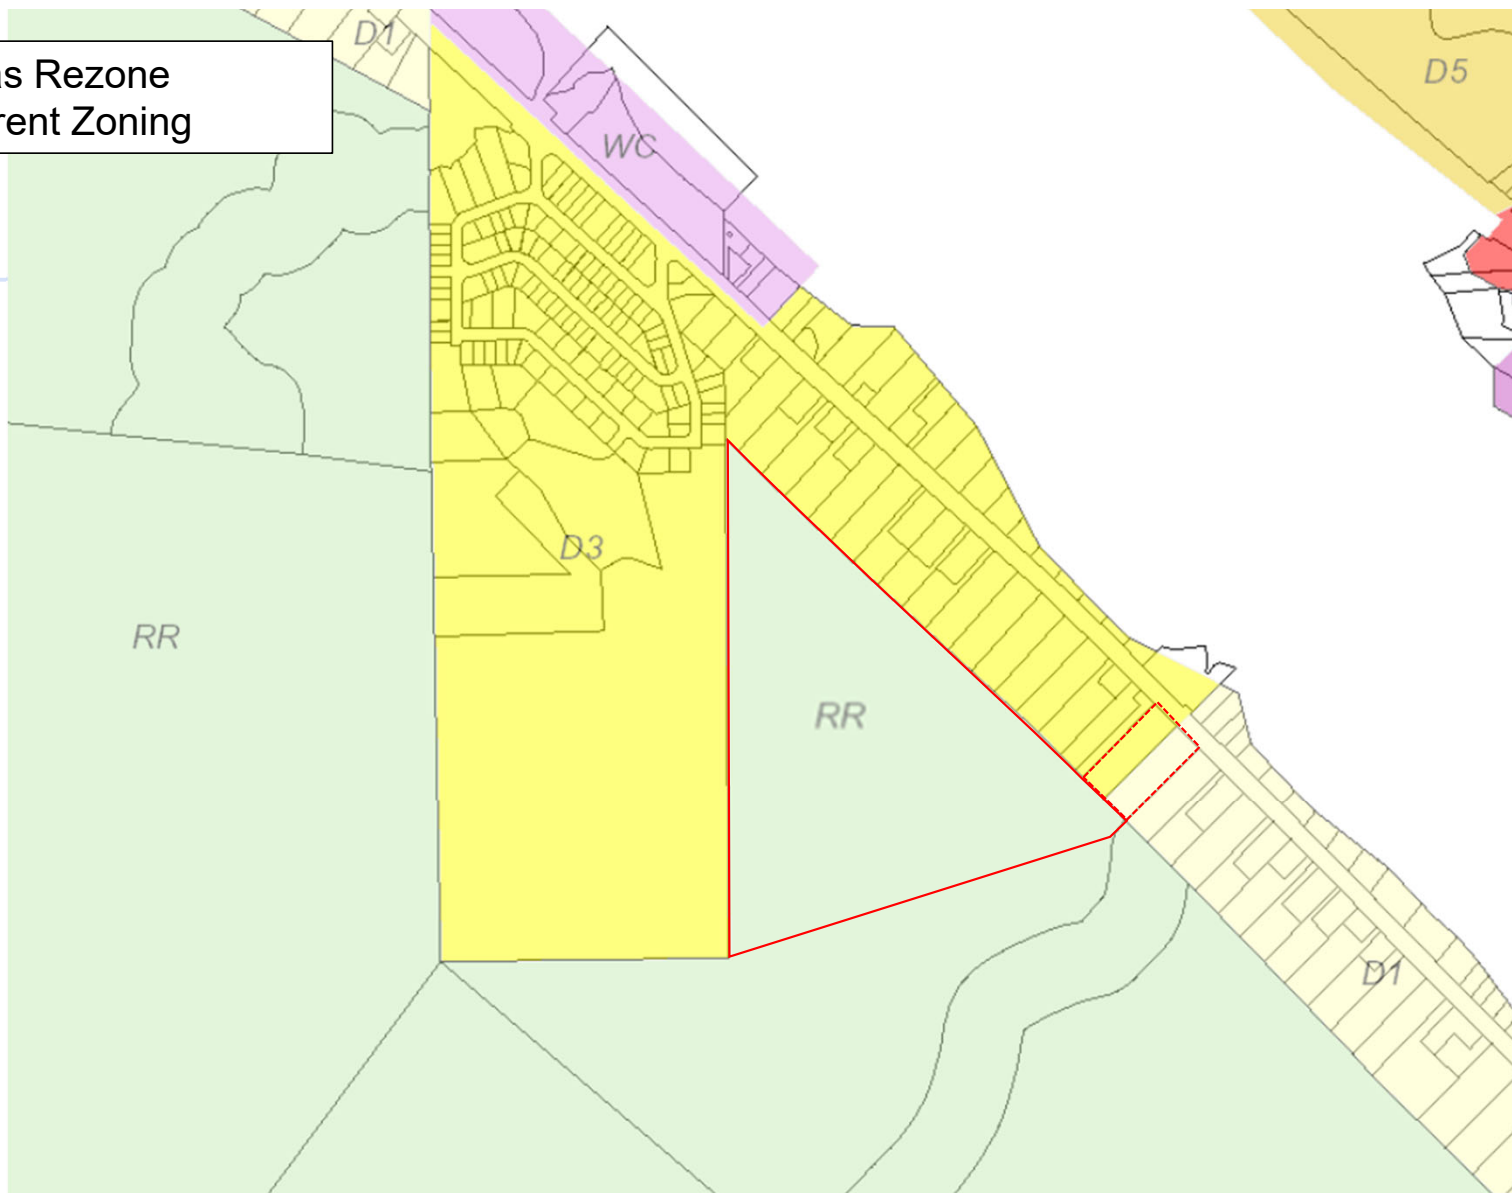 D1
as Rezone
rent Zoning
D5
WC
D3
RR
RR
D1